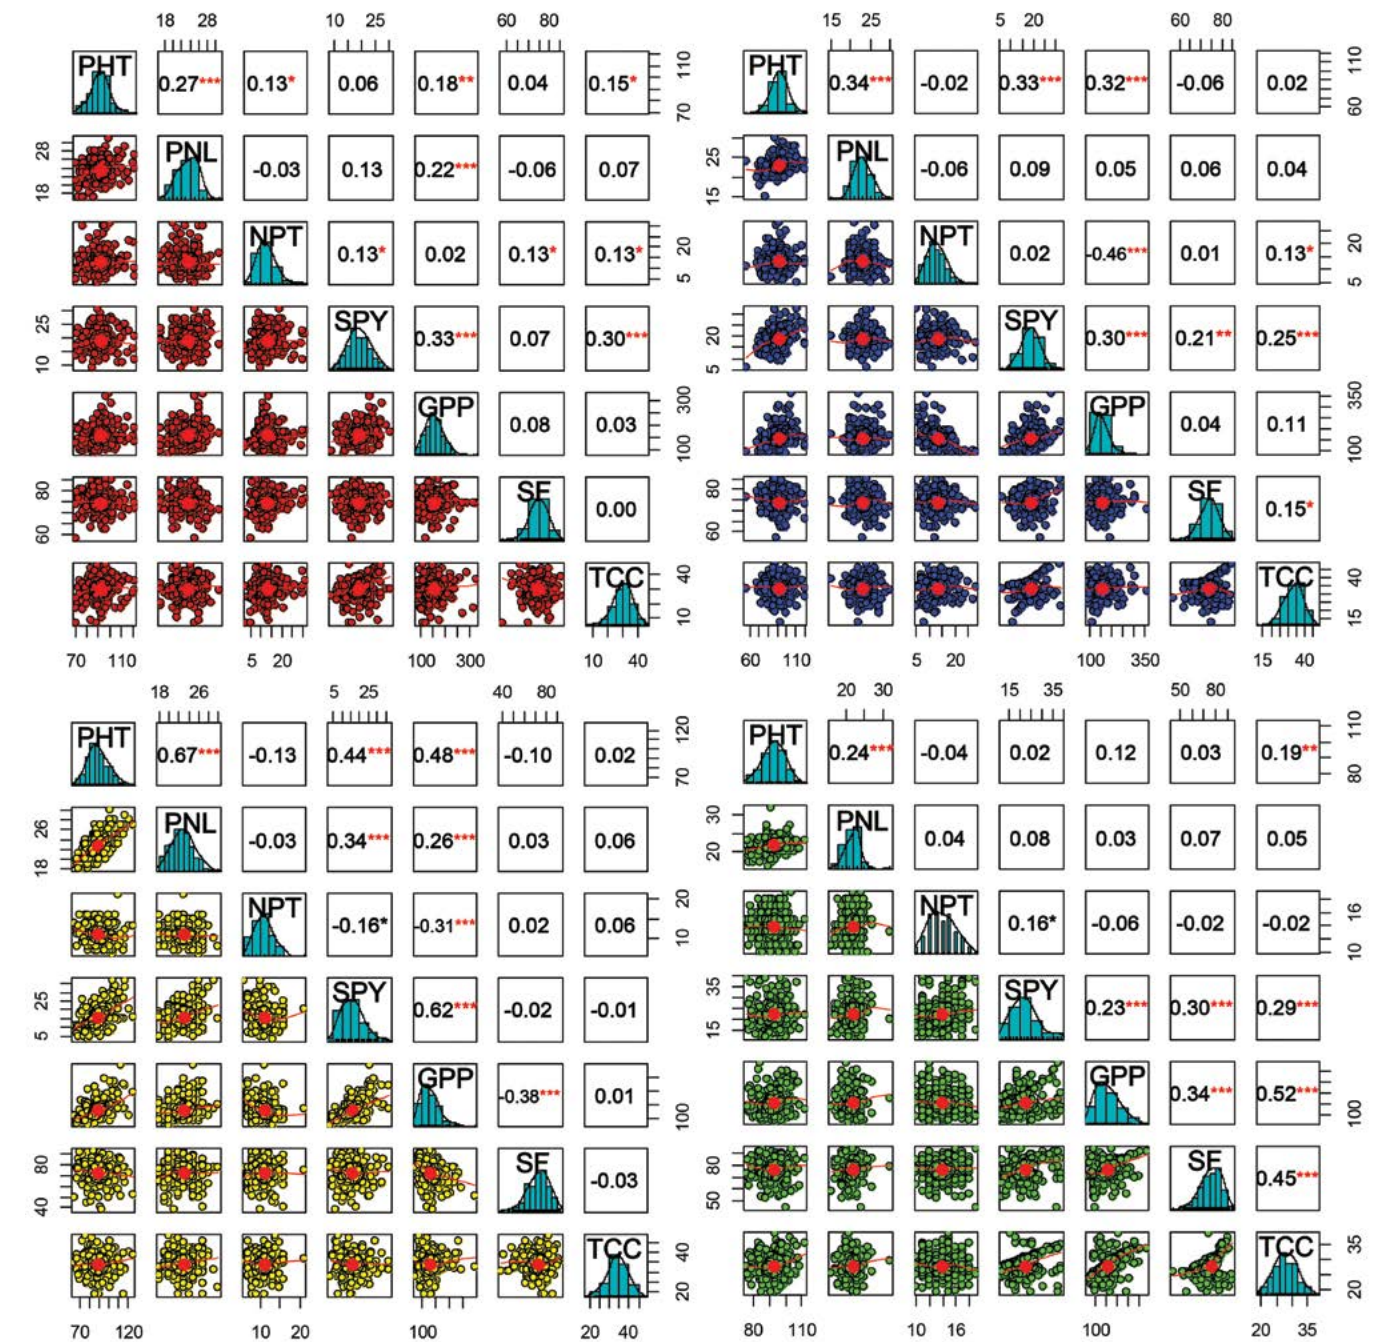 18 28 10 25 60 80
PHT 0.27*** 0.13* 0.06 0.18** 0.04 0.15* 70 110
18 28 PNL -0.03 0.13 0.22*** -0.06 0.07
NPT 0.13* 0.02 0.13* 0.13* 5 20
10 25 SPY 0.33*** 0.07 0.30***
GPP 0.08 0.03 100 300
60 80 SF 0.00
TCC 10 40
70 110 5 20 100 300 10 40
15 25 5 20 60 80
PHT 0.34*** -0.02 0.33*** 0.32*** -0.06 0.02 60 110
15 25 PNL -0.06 0.09 0.05 0.06 0.04
NPT 0.02 -0.46*** 0.01 0.13* 5 20
5 20 SPY 0.30*** 0.21** 0.25***
GPP 0.04 0.11 100 350
60 80 SF 0.15*
TCC 15 40
60 110 5 20 100 350 15 40
18 26 5 25 40 80
PHT 0.67*** -0.13 0.44*** 0.48*** -0.10 0.02 70 120
18 26 PNL -0.03 0.34*** 0.26*** 0.03 0.06
NPT -0.16* -0.31*** 0.02 0.06 10 20
5 25 SPY 0.62*** -0.02 -0.01
GPP -0.38*** 0.01 100
40 80 SF -0.03
TCC 20 40
70 120 10 20 100 20 40
20 30 15 35 50 80
PHT 0.24*** -0.04 0.02 0.12 0.03 0.19** 80 110
20 30 PNL 0.04 0.08 0.03 0.07 0.05
NPT 0.16* -0.06 -0.02 -0.02 10 16
15 35 SPY 0.23*** 0.30*** 0.29***
GPP 0.34*** 0.52*** 100
50 80 SF 0.45***
TCC 20 35
80 110 10 16 100 20 35